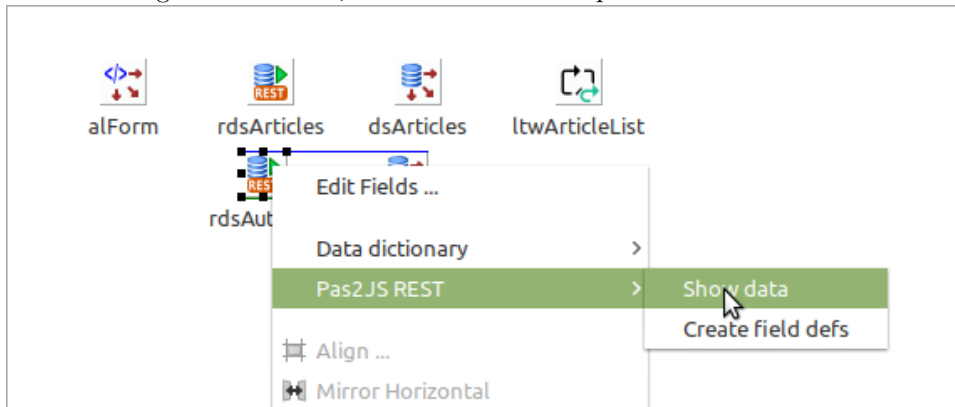 REST
alForm rdsArticles dsArticles ltwArticleList
Edit Fields ...
rdsAut
Data dictionary
Pas2JS REST Show data
Create field defs
Align ...
Mirror Horizontal